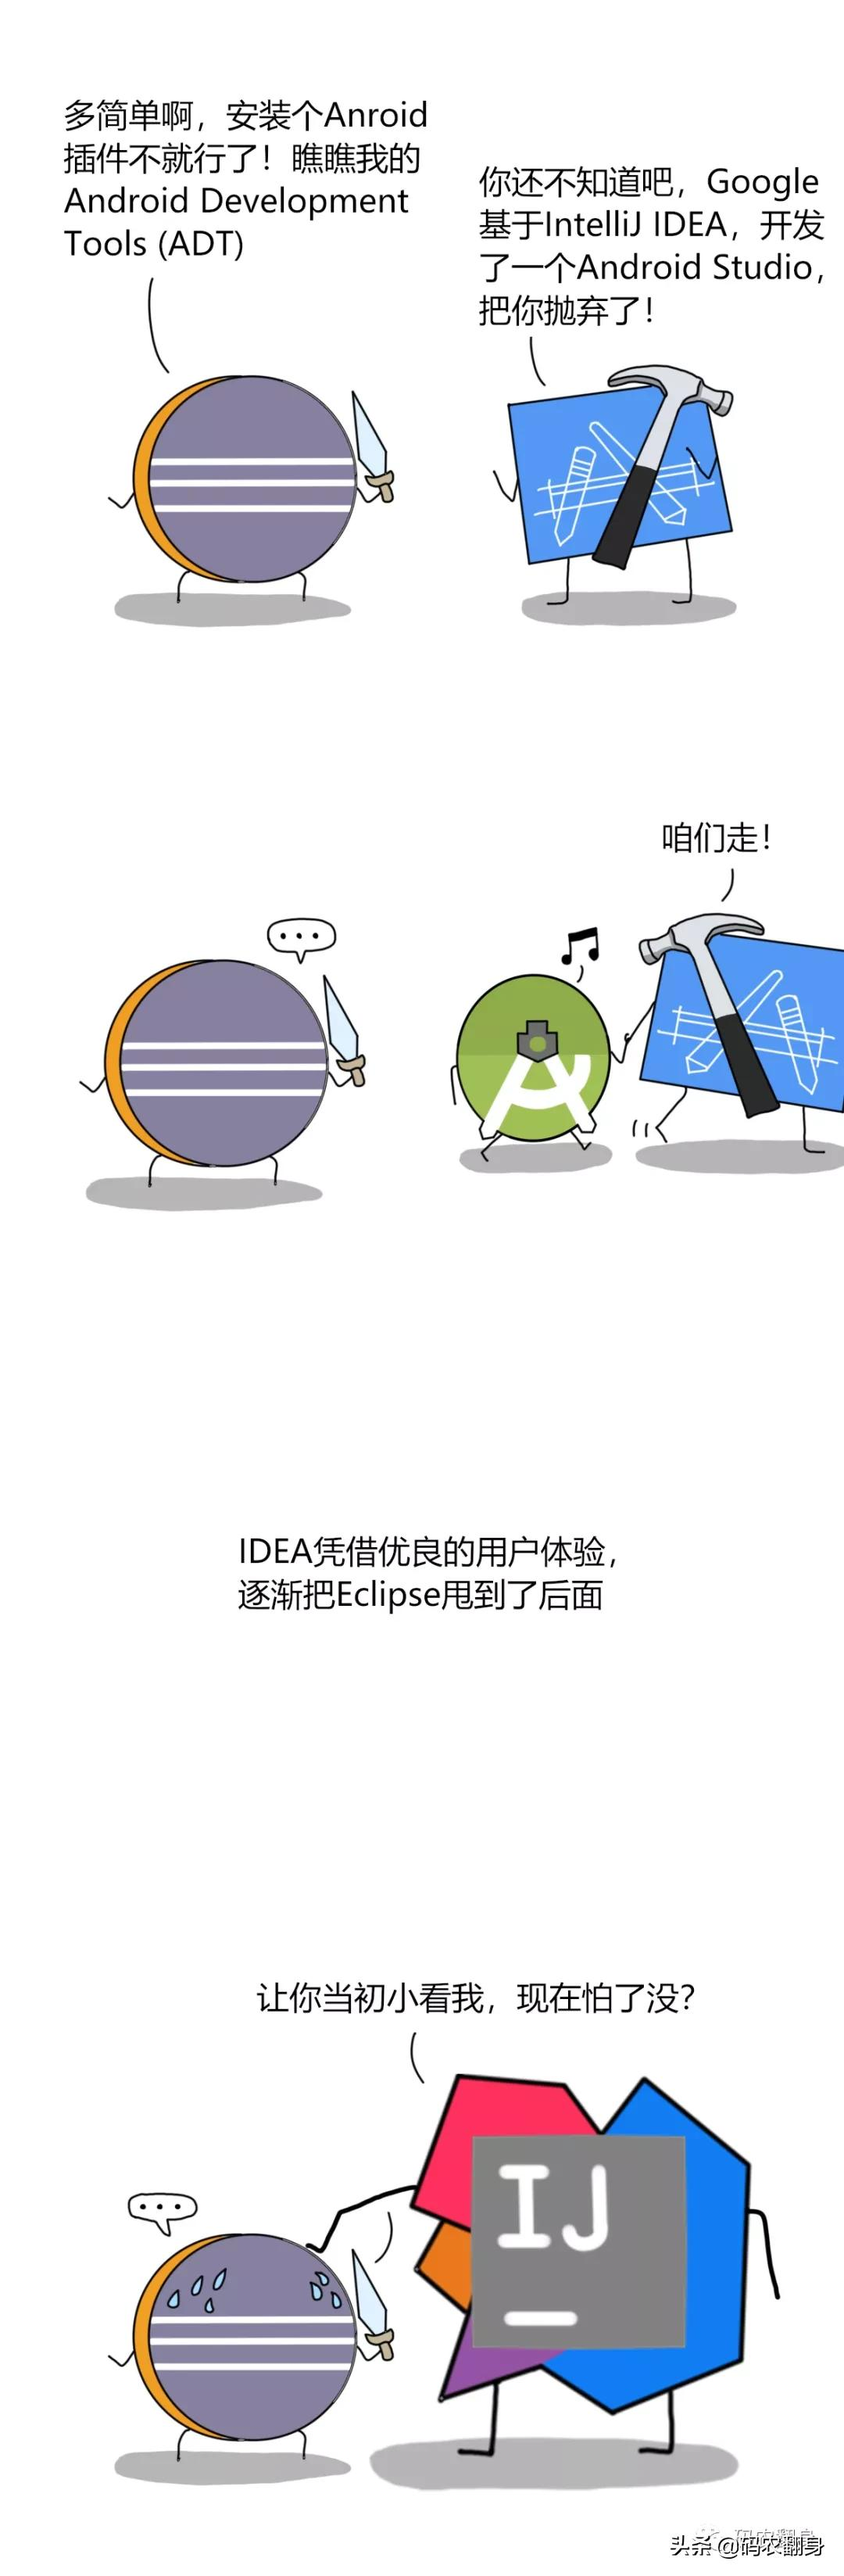 多简单啊，安装个Anroid
插件不就行了！瞧瞧我的
Android Development
Tools (ADT)
你还不知道吧，Google
基于IntelliJ IDEA，开发
了一个Android Studio，
把你抛弃了！
咱们走！
IDEA凭借优良的用户体验，
逐渐把Eclipse甩到了后面
让你当初小看我，现在怕了没？
IJ
码农翻身
头条 @码农翻身